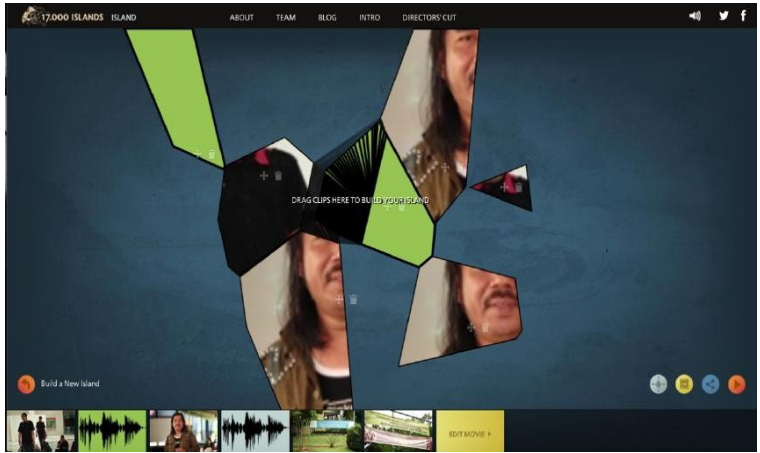 17.000 ISLANDS ISLAND ABOUT TEAM BLOG INTRO DIRECTORS' CUT
DRAG CLIPS HERE TO BUILD YOUR ISLAND
Build a New Island
EDIT MOVIE